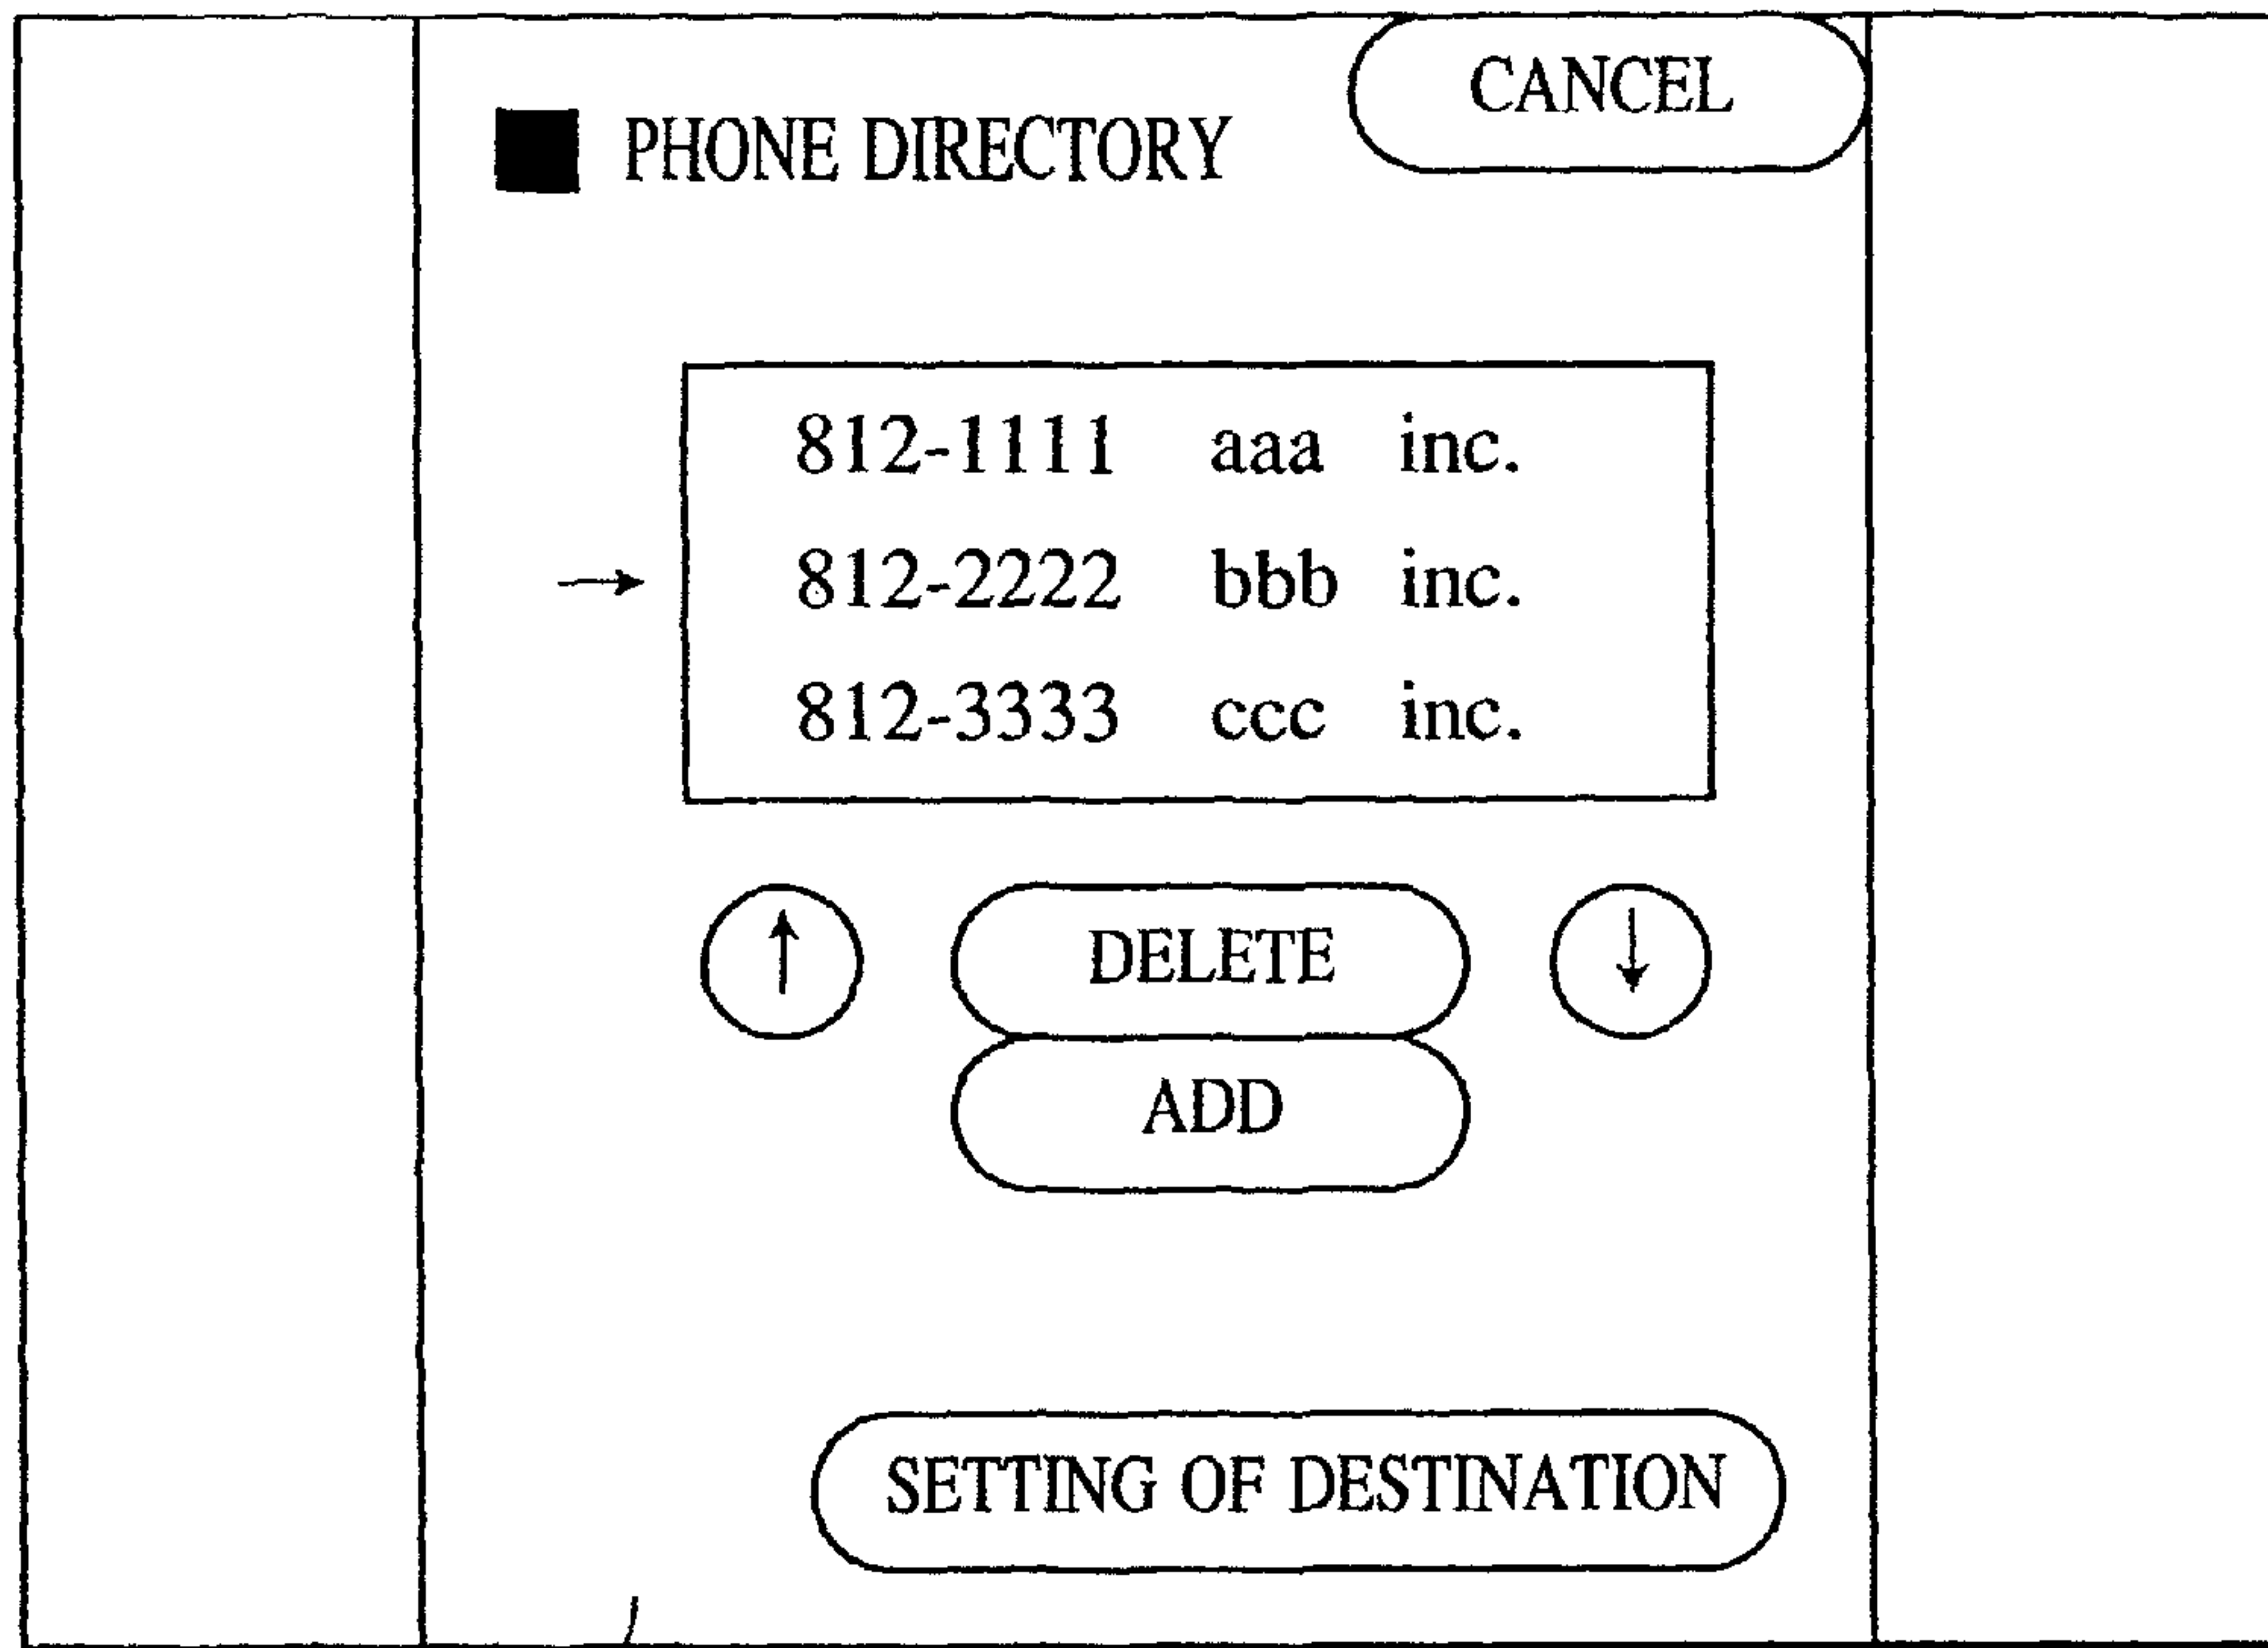 CANCEL
■ PHONE DIRECTORY
812-1111 aaa inc.
→ 812-2222 bbb inc.
812-3333 ccc inc.
↑ DELETE ↓
ADD
SETTING OF DESTINATION